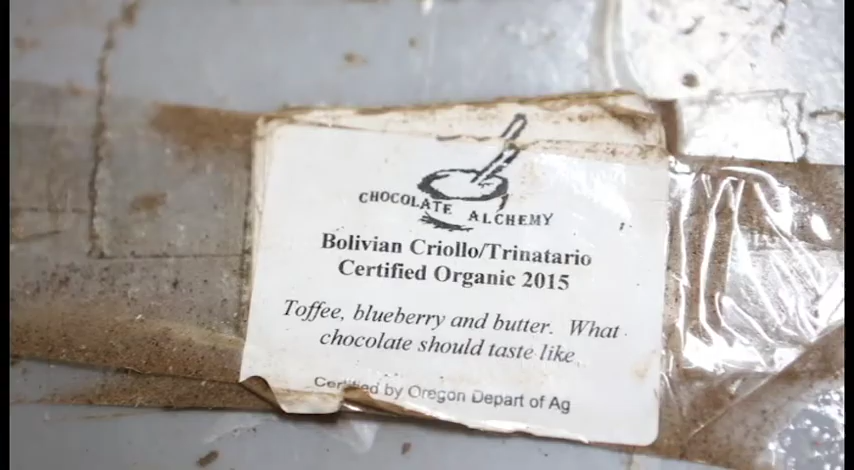 CHOCOLATE ALCHEMY
Bolivian Criollo/Trinatario
Certified Organic 2015
Toffee, blueberry and butter. What
chocolate should taste like
Certified by Oregon Depart of Ag